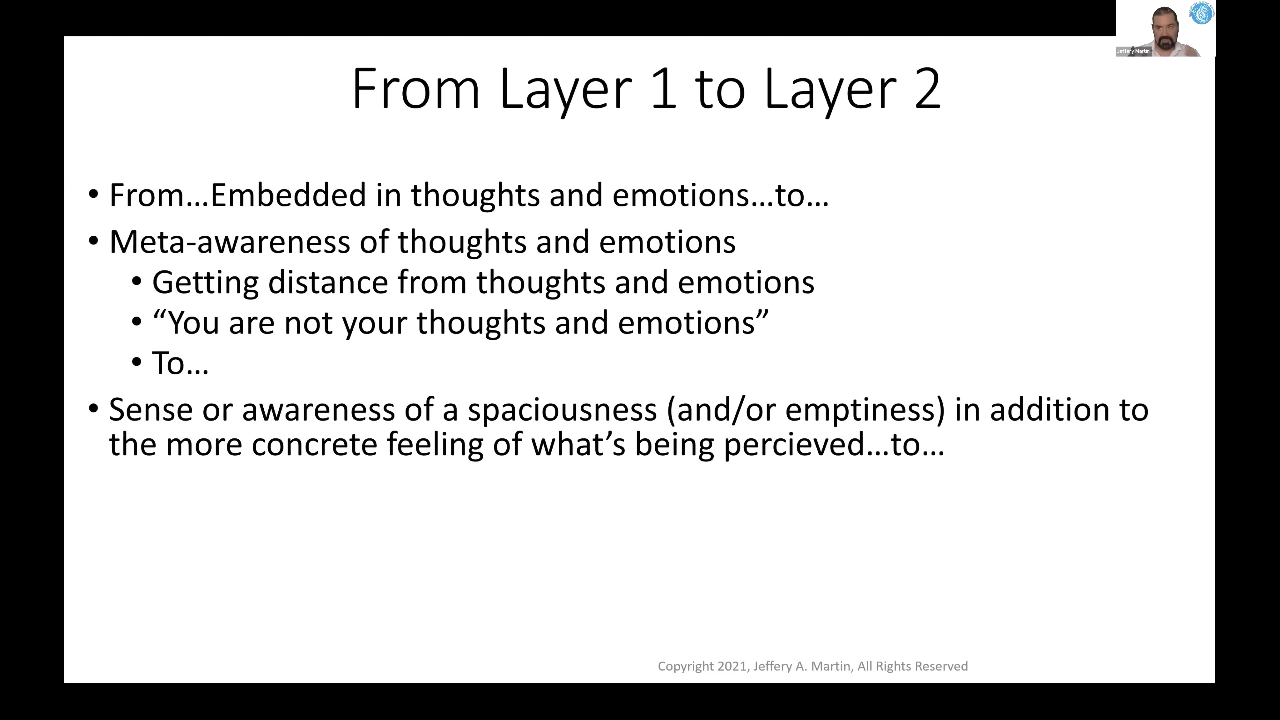 Jeffery Martin
From Layer 1 to Layer 2
• From...Embedded in thoughts and emotions...to...
• Meta-awareness of thoughts and emotions
• Getting distance from thoughts and emotions
• “You are not your thoughts and emotions”
• To...
• Sense or awareness of a spaciousness (and/or emptiness) in addition to
the more concrete feeling of what’s being percieved...to...
Copyright 2021, Jeffery A. Martin, All Rights Reserved